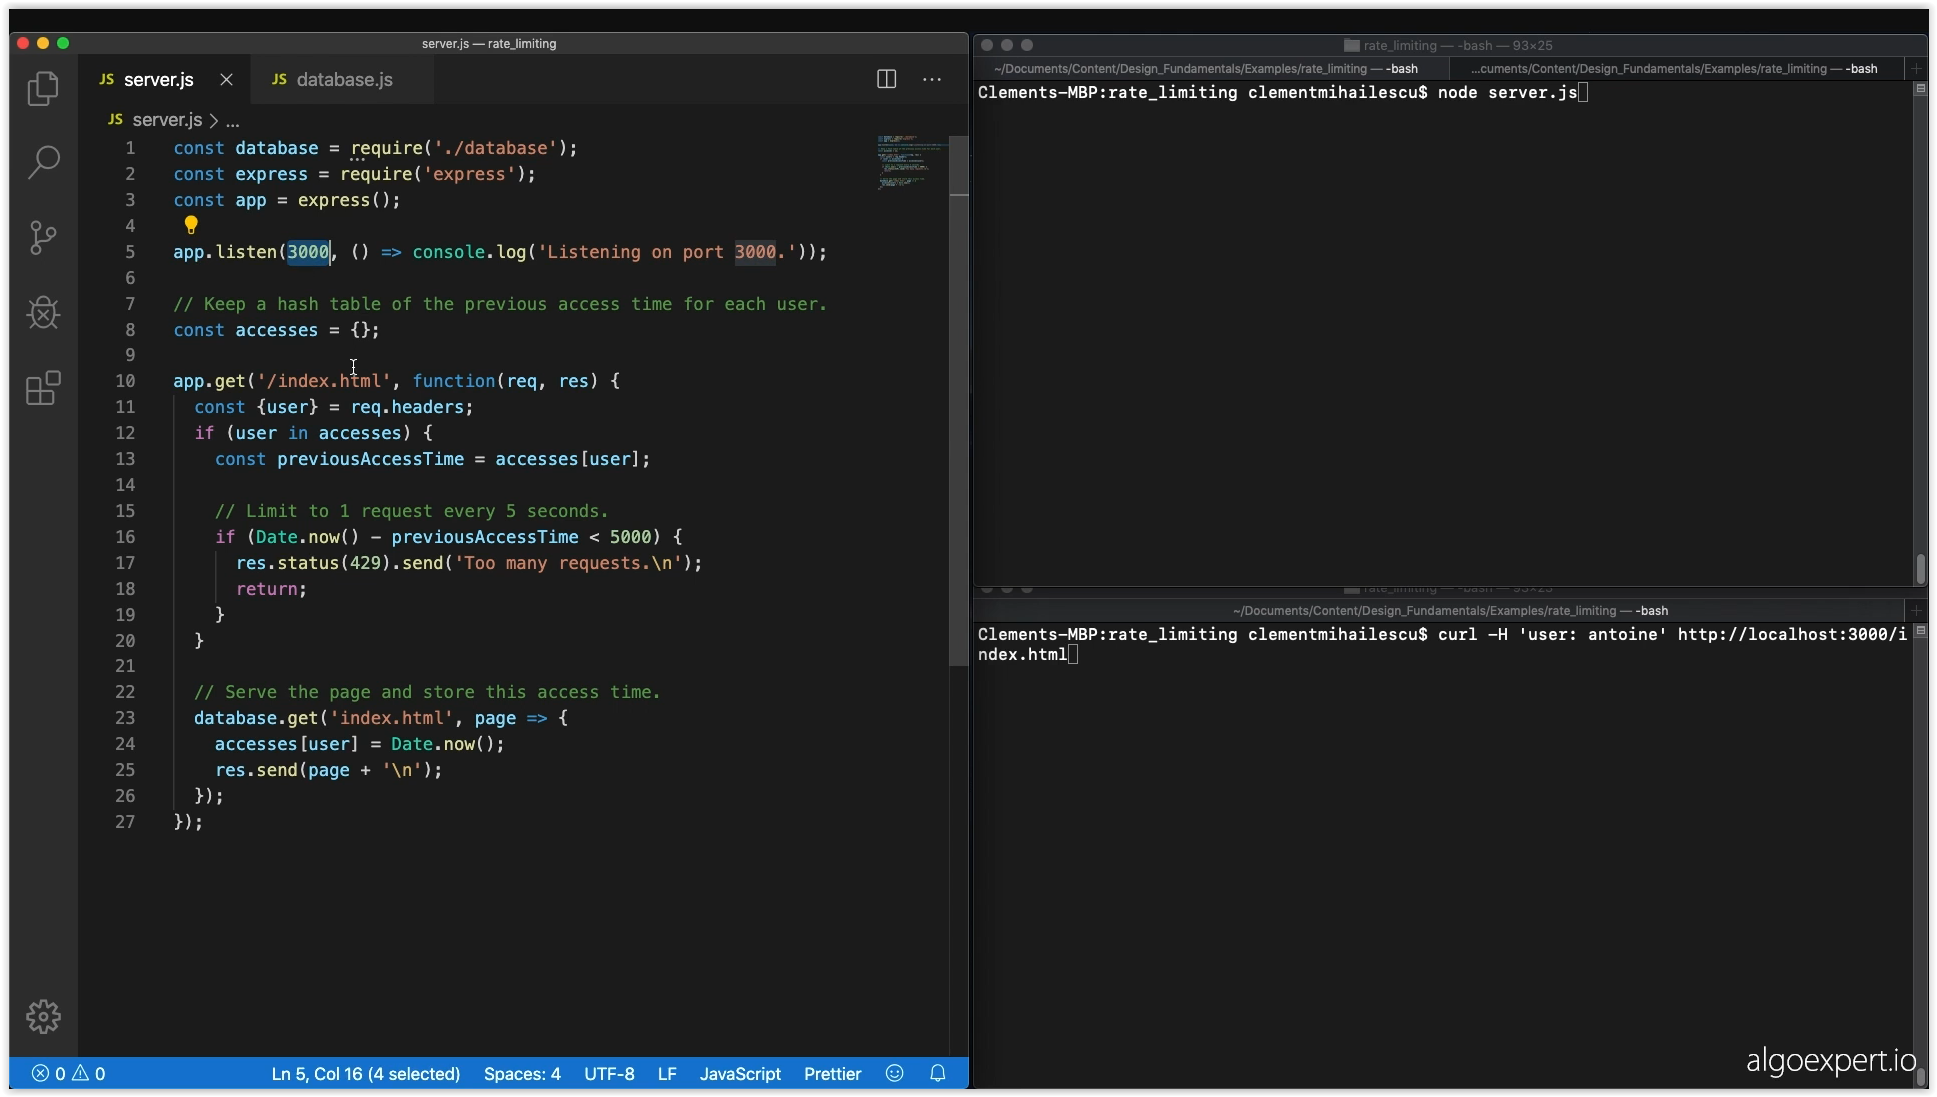 server.js — rate_limiting
JS server.js
JS database.js
JS server.js > ...
1 const database = require('./database');
2 const express = require('express');
3 const app = express();
4
5 app.listen(3000, () => console.log('Listening on port 3000.'));
6
7 // Keep a hash table of the previous access time for each user.
8 const accesses = {};
9
10 app.get('/index.html', function(req, res) {
11 const {user} = req.headers;
12 if (user in accesses) {
13 const previousAccessTime = accesses[user];
14
15 // Limit to 1 request every 5 seconds.
16 if (Date.now() - previousAccessTime < 5000) {
17 res.status(429).send('Too many requests.\n');
18 return;
19 }
20 }
21
22 // Serve the page and store this access time.
23 database.get('index.html', page => {
24 accesses[user] = Date.now();
25 res.send(page + '\n');
26 });
27 });
0 0 Ln 5, Col 16 (4 selected) Spaces: 4 UTF-8 LF JavaScript Prettier
rate_limiting — -bash — 93×25
~/Documents/Content/Design_Fundamentals/Examples/rate_limiting — -bash
...cuments/Content/Design_Fundamentals/Examples/rate_limiting — -bash
Clements-MBP:rate_limiting clementmihailescu$ node server.js
rate_limiting — -bash — 93×25
~/Documents/Content/Design_Fundamentals/Examples/rate_limiting — -bash
Clements-MBP:rate_limiting clementmihailescu$ curl -H 'user: antoine' http://localhost:3000/i
ndex.html
algoexpert.io